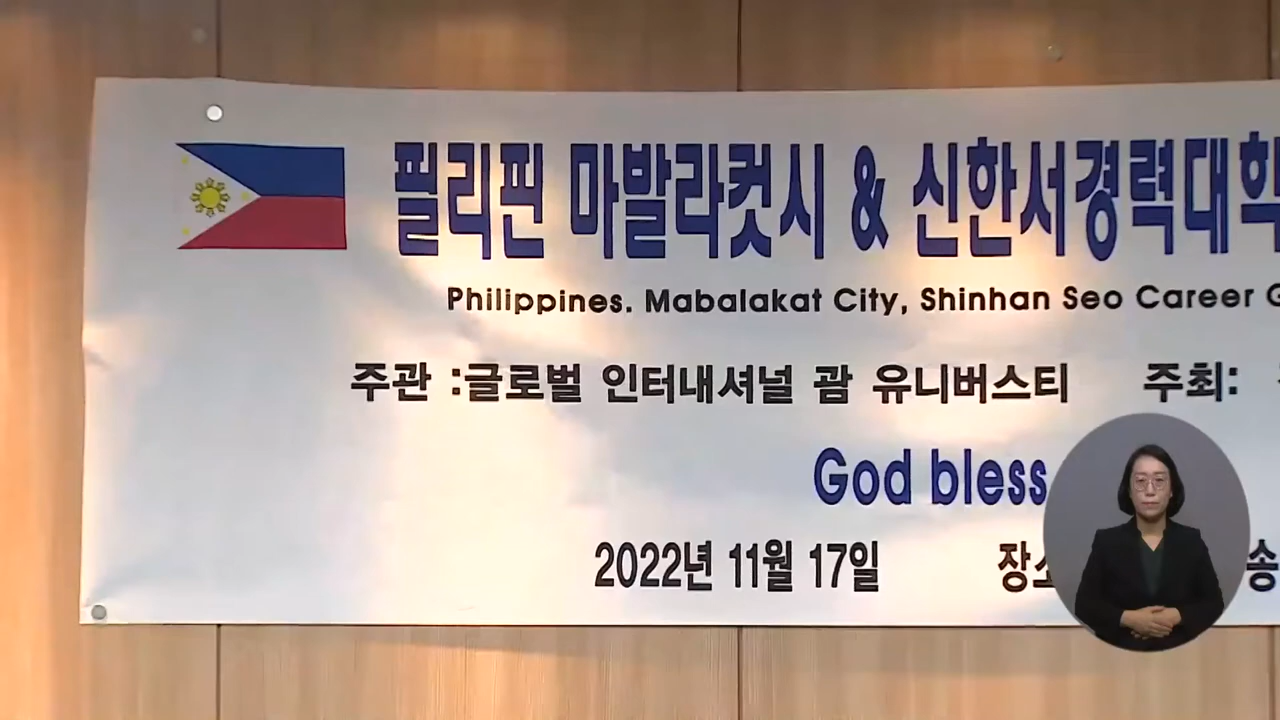 필리핀 마발라컷시 & 신한서경력대학
Philippines. Mabalakat City, Shinhan Seo Career
주관 :글로벌 인터내셔널 괌 유니버스티 주최:
God bless
2022년 11월 17일 장소 송